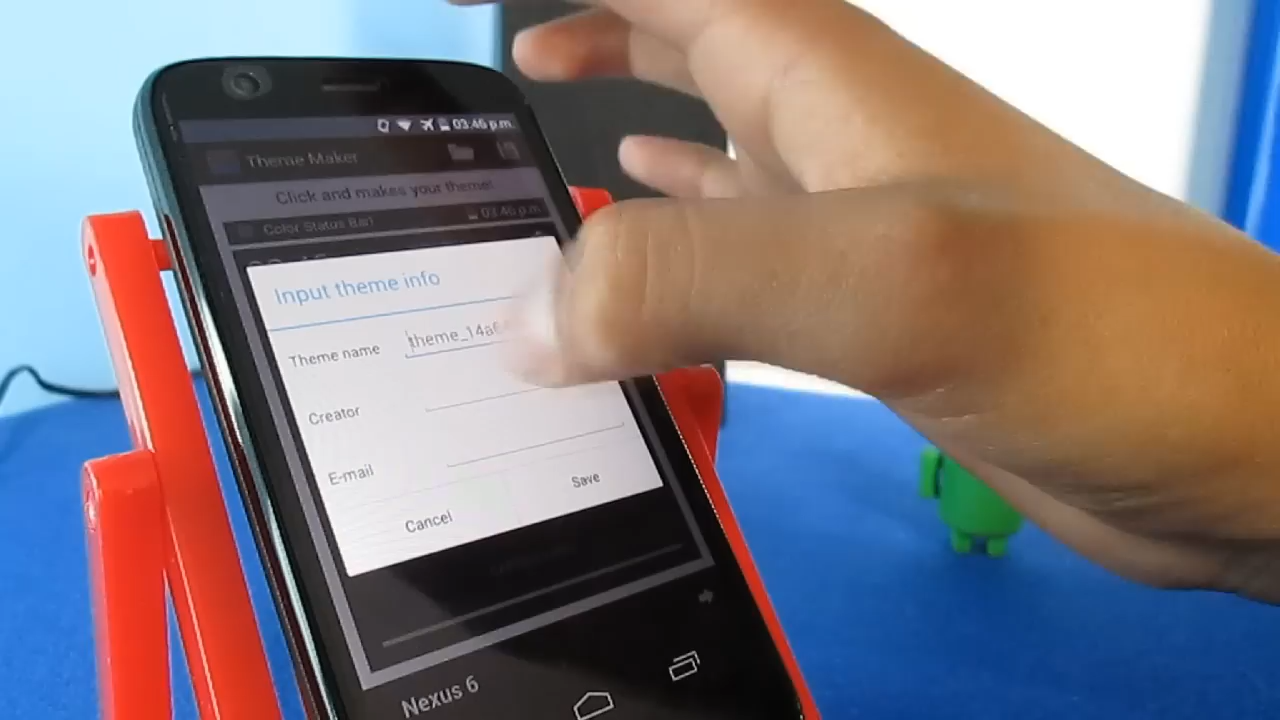 03:46 p.m.
Theme Maker
Click and makes your theme!
Color Status Bar!
03:46 p.m.
Input theme info
Theme name
theme_14a6
Creator
E-mail
Cancel
Save
Nexus 6